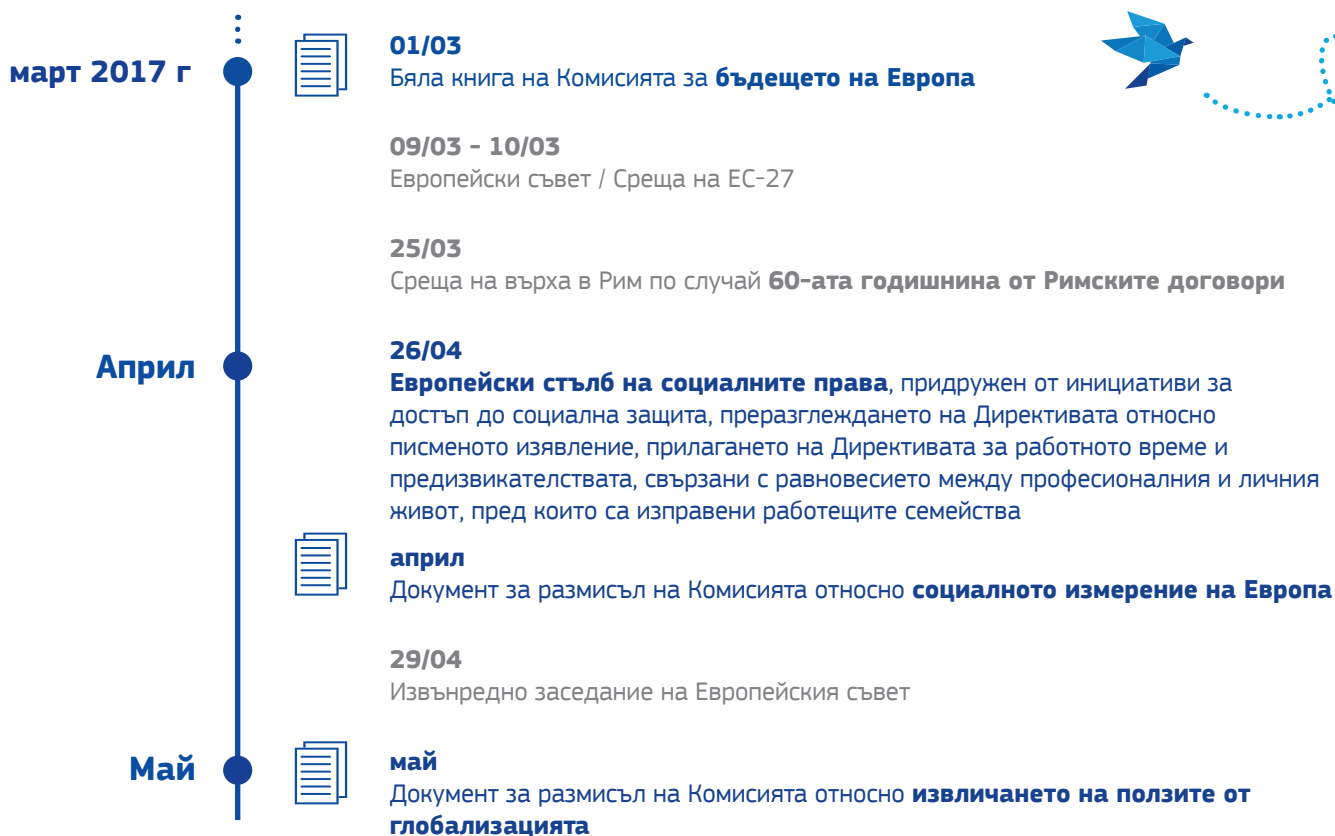 март 2017 г
01/03
Бяла книга на Комисията за бъдещето на Европа
09/03 - 10/03
Европейски съвет / Среща на ЕС-27
25/03
Среща на върха в Рим по случай 60-ата годишнина от Римските договори
Април
26/04
Европейски стълб на социалните права, придружен от инициативи за
достъп до социална защита, преразглеждането на Директивата относно
писменото изявление, прилагането на Директивата за работното време и
предизвикателствата, свързани с равновесието между професионалния и личния
живот, пред които са изправени работещите семейства
април
Документ за размисъл на Комисията относно социалното измерение на Европа
29/04
Извънредно заседание на Европейския съвет
Май
май
Документ за размисъл на Комисията относно извличането на ползите от
глобализацията